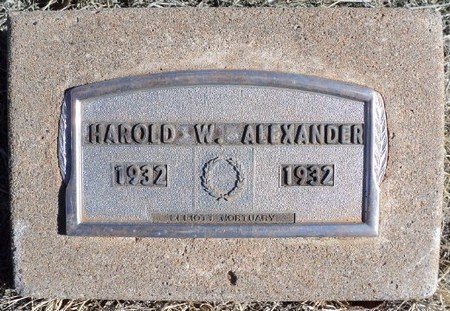 HAROLD W. ALEXANDER
1932 1932
ELLIOTT MORTUARY